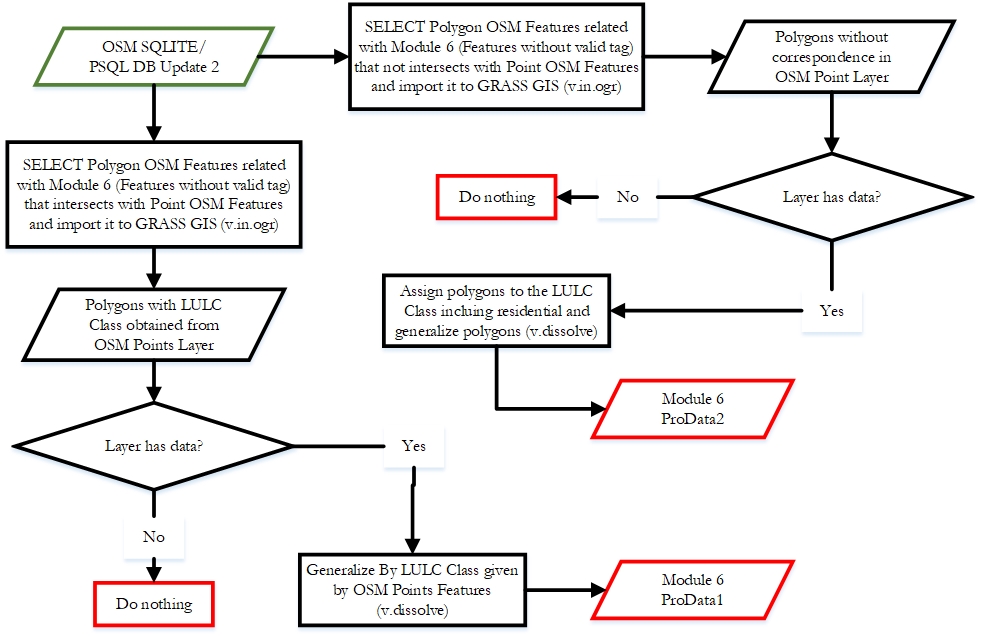 OSM SQLITE/
PSQL DB Update 2
SELECT Polygon OSM Features related
with Module 6 (Features without valid tag)
that not intersects with Point OSM Features
and import it to GRASS GIS (v.in.ogr)
Polygons without
correspondence in
OSM Point Layer
SELECT Polygon OSM Features related
with Module 6 (Features without valid tag)
that intersects with Point OSM Features
and import it to GRASS GIS (v.in.ogr)
Do nothing
No
Layer has data?
Polygons with LULC
Class obtained from
OSM Points Layer
Assign polygons to the LULC
Class incluing residential and
generalize polygons (v.dissolve)
Yes
Module 6
ProData2
Layer has data?
Yes
No
Do nothing
Generalize By LULC Class given
by OSM Points Features
(v.dissolve)
Module 6
ProData1